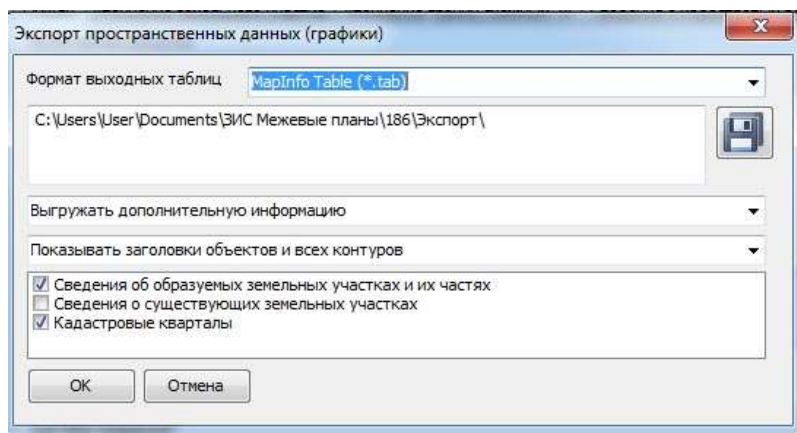 Экспорт пространственных данных (графики)
Формат выходных таблиц MapInfo Table (*.tab)
C:\Users\User\Documents\ЗИС Межевые планы\186\Экспорт\
Выгружать дополнительную информацию
Показывать заголовки объектов и всех контуров
Сведения об образуемых земельных участках и их частях
Сведения о существующих земельных участках
Кадастровые кварталы
OK Отмена